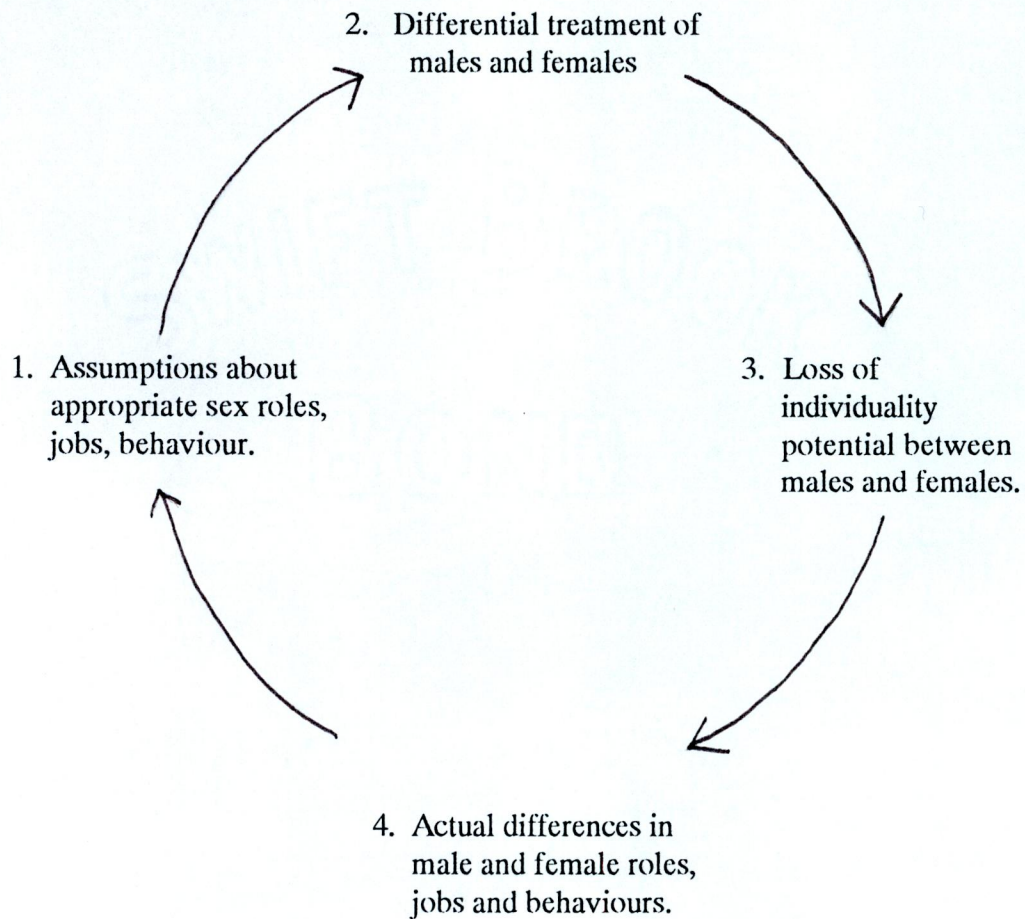 2. Differential treatment of
males and females
1. Assumptions about
appropriate sex roles,
jobs, behaviour.
3. Loss of
individuality
potential between
males and females.
4. Actual differences in
male and female roles,
jobs and behaviours.